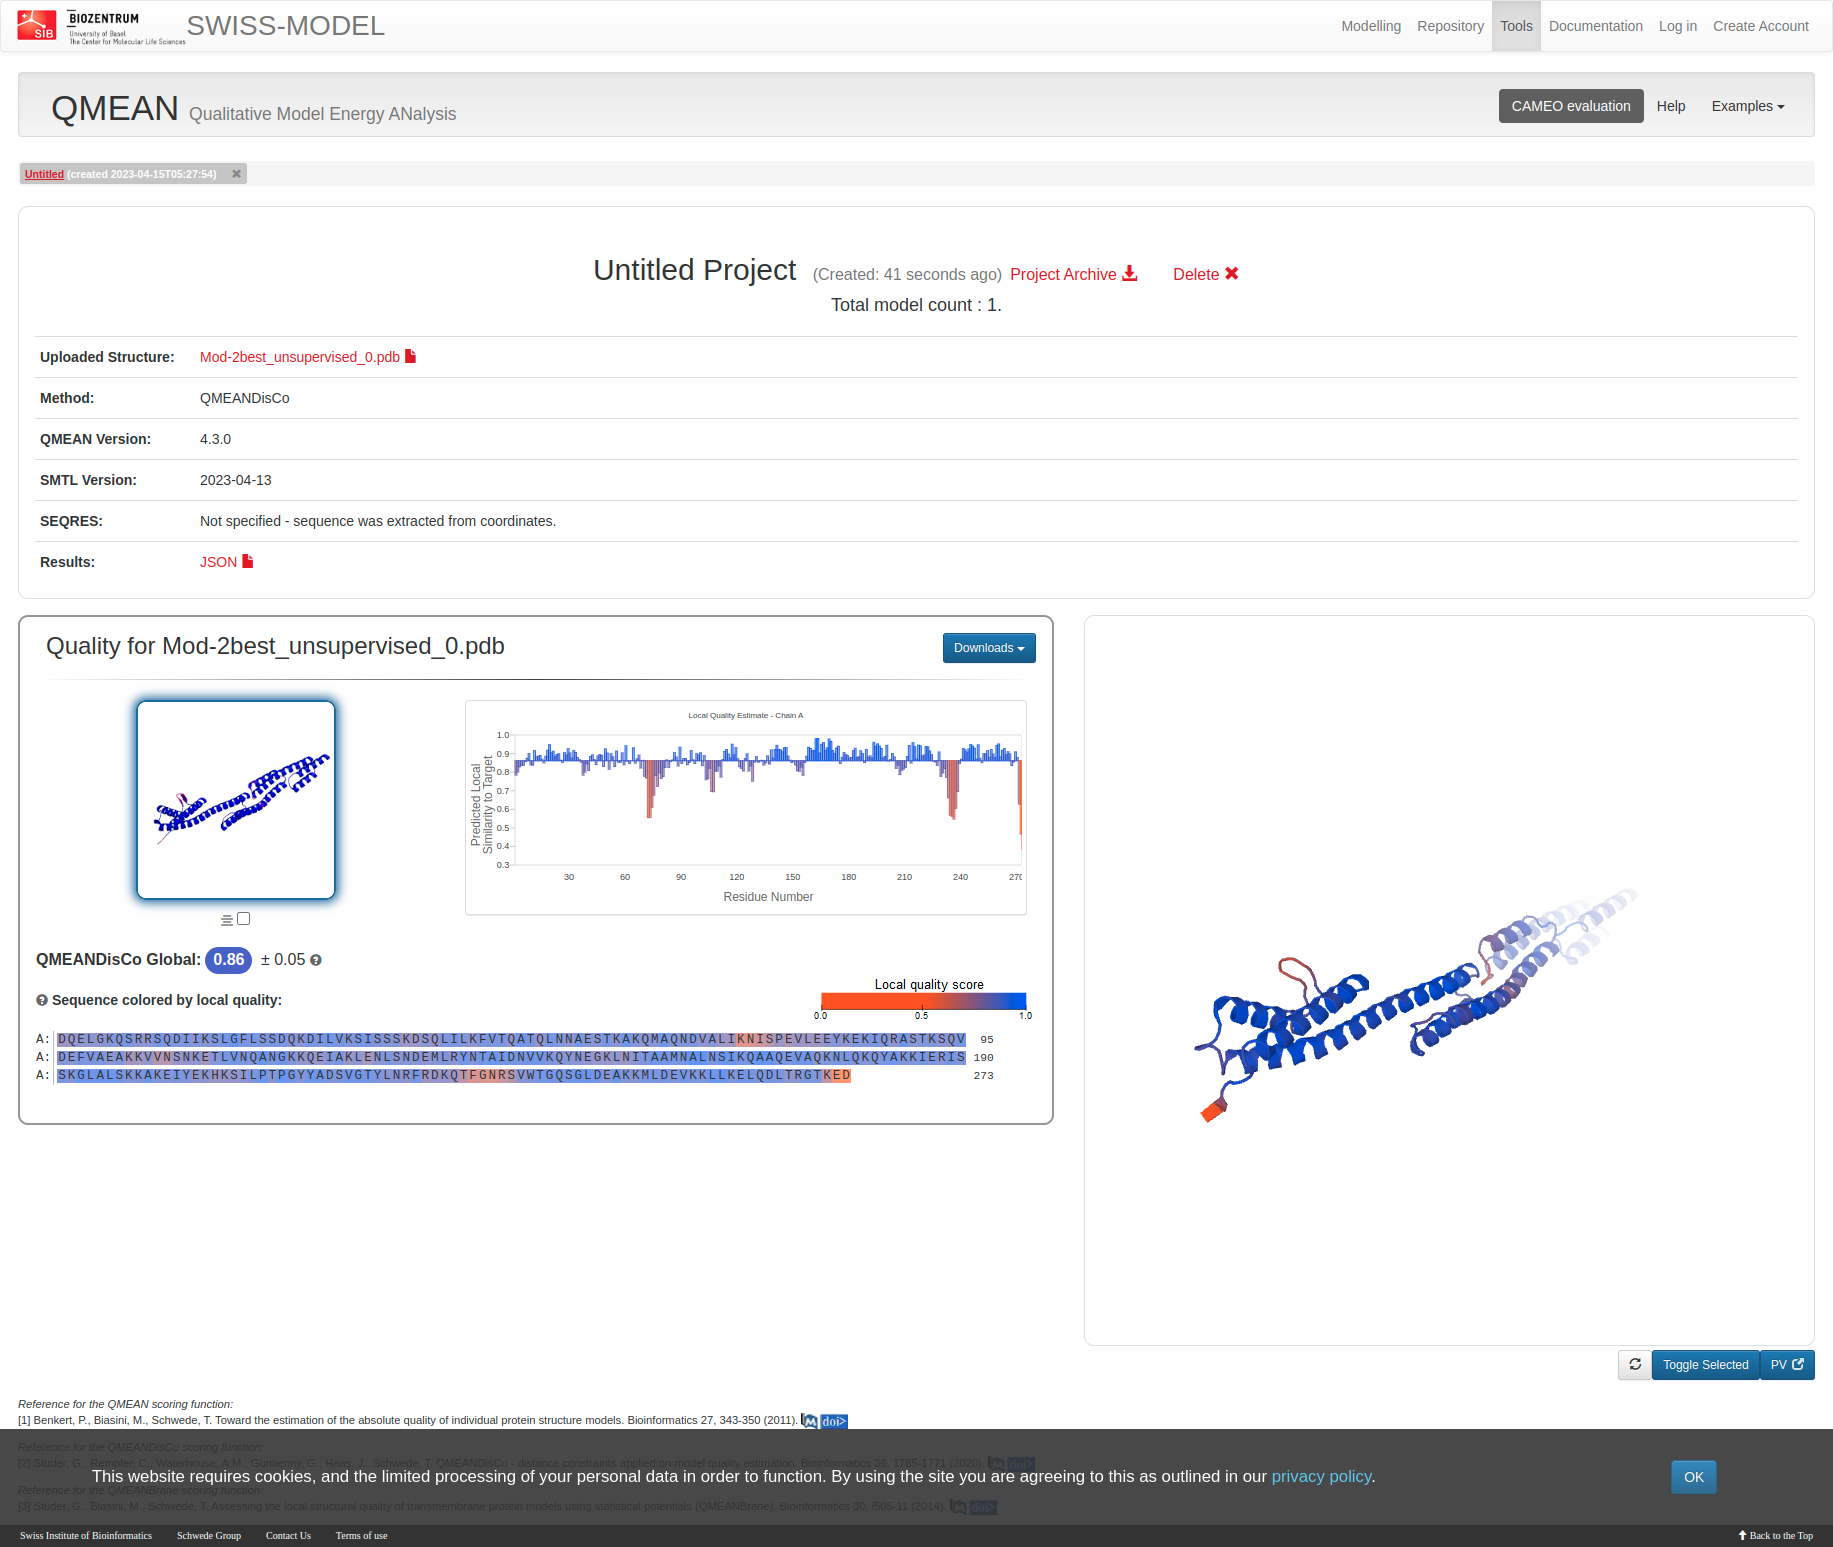 SIB
BIOZENTRUM
University of Basel
The Center for Molecular Life Sciences
SWISS-MODEL
Modelling Repository Tools Documentation Log in Create Account
QMEAN Qualitative Model Energy ANalysis
CAMEO evaluation Help Examples
Untitled (created 2023-04-15T05:27:54)
Untitled Project (Created: 41 seconds ago) Project Archive Delete
Total model count : 1.
Uploaded Structure: Mod-2best_unsupervised_0.pdb
Method: QMEANDisCo
QMEAN Version: 4.3.0
SMTL Version: 2023-04-13
SEQRES: Not specified - sequence was extracted from coordinates.
Results: JSON
Quality for Mod-2best_unsupervised_0.pdb
Downloads
Local Quality Estimate - Chain A
Predicted Local
Similarity to Target
1.0
0.9
0.8
0.7
0.6
0.5
0.4
0.3
30 60 90 120 150 180 210 240 270
Residue Number
QMEANDisCo Global: 0.86 ± 0.05
Sequence colored by local quality:
Local quality score
0.0 0.5 1.0
A: DQELGKQSRRSQDIIKSLGFLSSDQKDILVKSISSSKDSQLILKFVTQATQLNNAESTKAKQMAQNDVALIKNISPEVLEEYKEKIQRASTKSQV 95
A: DEFVAEAKKVVNSNKETLVNQANGKKQEIAKLENLSNDEMLRYNTAIDNVVKQYNEGKLNITAAMNALNSIKQAAQEVAQKNLQKQYAKKIERIS 190
A: SKGLALSKKAKEIYEKHKSILPTPGYYADSVGTYLNRFRDKQTFGNRSVWTGQSGLDEAKKMLDEVKKLLKELQDLTRGTKED 273
Toggle Selected PV
Reference for the QMEAN scoring function:
[1] Benkert, P., Biasini, M., Schwede, T. Toward the estimation of the absolute quality of individual protein structure models. Bioinformatics 27, 343-350 (2011). M doi>
Reference for the QMEANDisCo scoring function:
[2] Studer, G., Rempfer, C., Waterhouse, A.M., Gumienny, G., Haas, J., Schwede, T. QMEANDisCo - distance constraints applied on model quality estimation. Bioinformatics 36, 1765-1771 (2020). M doi>
This website requires cookies, and the limited processing of your personal data in order to function. By using the site you are agreeing to this as outlined in our privacy policy.
OK
Reference for the QMEANBrane scoring function:
[3] Studer, G., Biasini, M., Schwede, T. Assessing the local structural quality of transmembrane protein models using statistical potentials (QMEANBrane). Bioinformatics 30, i505-11 (2014). M doi>
Swiss Institute of Bioinformatics Schwede Group Contact Us Terms of use Back to the Top